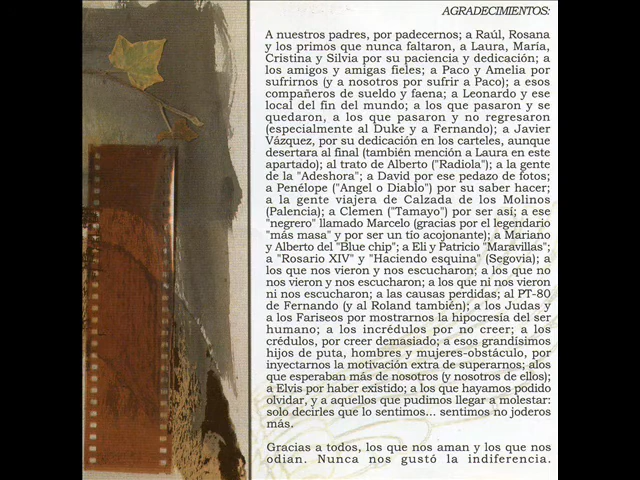 AGRADECIMIENTOS:
A nuestros padres, por padecernos; a Raúl, Rosana
y los primos que nunca faltaron, a Laura, María,
Cristina y Silvia por su paciencia y dedicación; a
los amigos y amigas fieles; a Paco y Amelia por
sufrirnos (y a nosotros por sufrir a Paco); a esos
compañeros de sueldo y faena; a Leonardo y ese
local del fin del mundo; a los que pasaron y se
quedaron, a los que pasaron y no regresaron
(especialmente al Duke y a Fernando); a Javier
Vázquez, por su dedicación en los carteles, aunque
desertara al final (también mención a Laura en este
apartado); al trato de Alberto ("Radiola"); a la gente
de la "Adeshora"; a David por ese pedazo de fotos;
a Penélope ("Angel o Diablo") por su saber hacer;
a la gente viajera de Calzada de los Molinos
(Palencia); a Clemen ("Tamayo") por ser así; a ese
"negrero" llamado Marcelo (gracias por el legendario
"más masa" y por ser un tío acojonante); a Mariano
y Alberto del "Blue chip"; a Eli y Patricio "Maravillas";
a "Rosario XIV" y "Haciendo esquina" (Segovia); a
los que nos vieron y nos escucharon; a los que no
nos vieron y nos escucharon; a los que ni nos vieron
ni nos escucharon; a las causas perdidas; al PT-80
de Fernando (y al Roland también); a los Judas y
a los Fariseos por mostrarnos la hipocresía del ser
humano; a los incrédulos por no creer; a los
crédulos, por creer demasiado; a esos grandísimos
hijos de puta, hombres y mujeres-obstáculo, por
inyectarnos la motivación extra de superarnos; alos
que esperaban más de nosotros (y nosotros de ellos);
a Elvis por haber existido; a los que hayamos podido
olvidar, y a aquellos que pudimos llegar a molestar:
solo decirles que lo sentimos... sentimos no joderos
más.
Gracias a todos, los que nos aman y los que nos
odian. Nunca nos gustó la indiferencia.